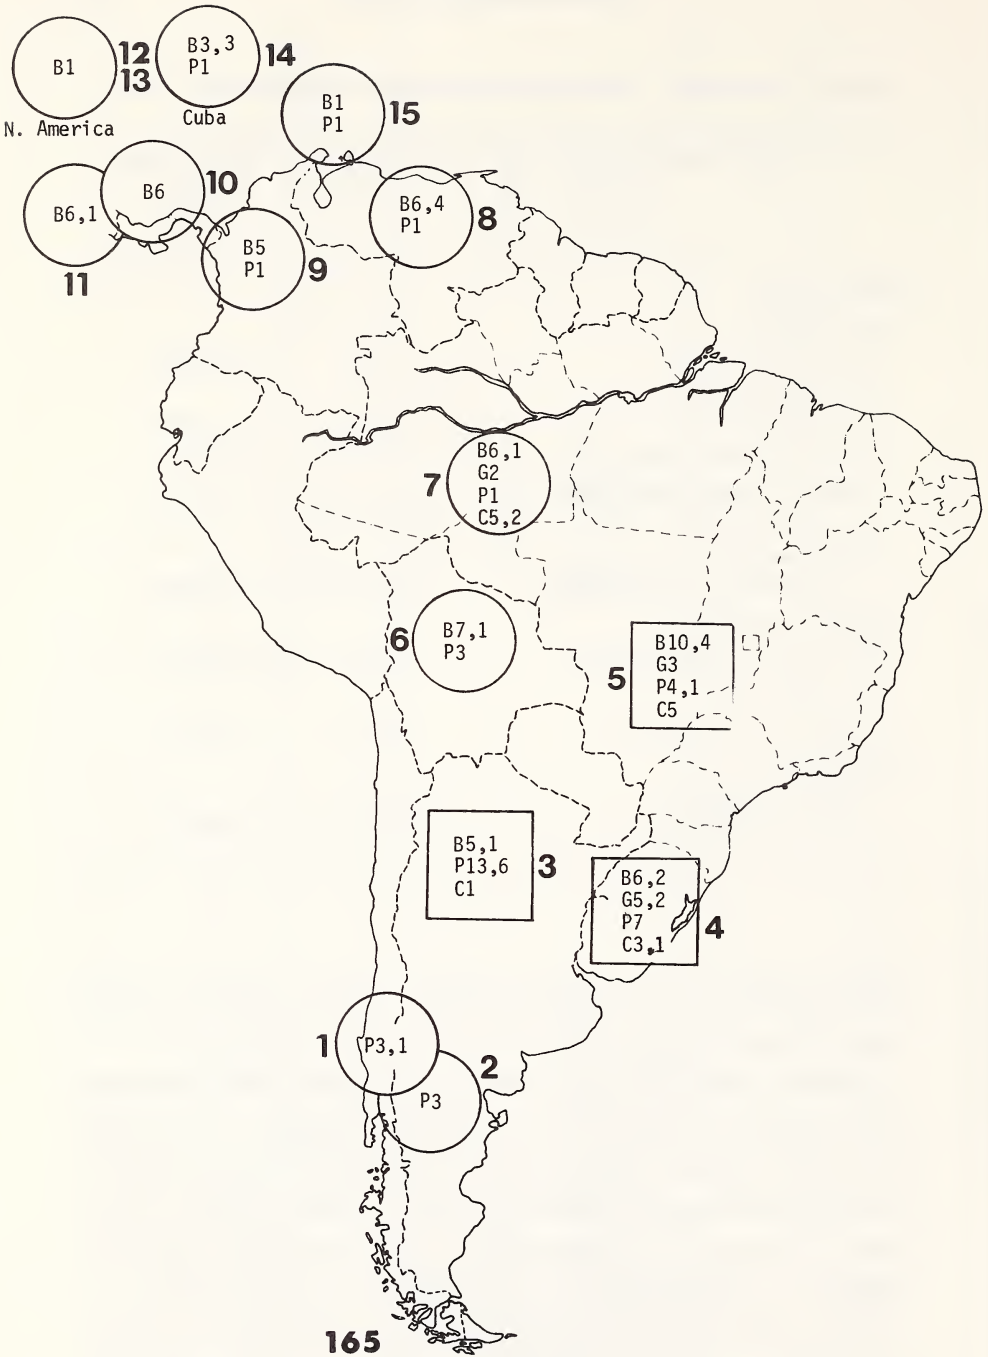 B1
12
13
N. America
B3,3
P1
14
Cuba
B1
P1
15
B6
10
B6,1
11
B5
P1
9
B6,4
P1
8
B6,1
G2
P1
C5,2
7
B7,1
P3
6
B10,4
G3
P4,1
C5
5
B5,1
P13,6
C1
3
B6,2
G5,2
P7
C3,1
4
P3,1
1
P3
2
165